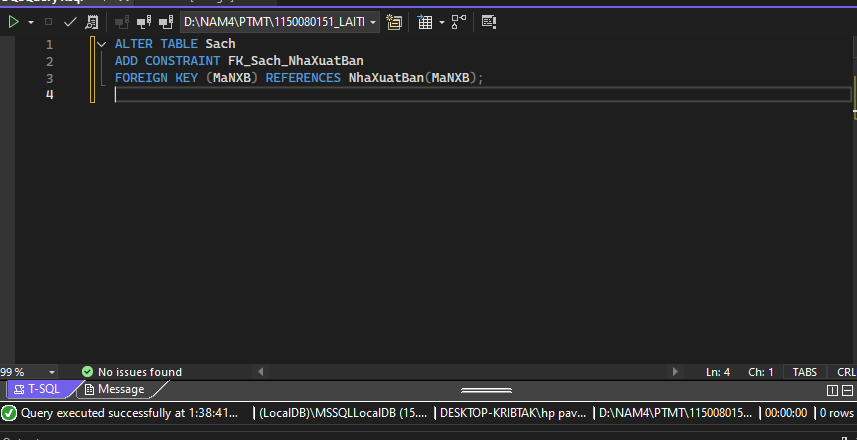 D:\NAM4\PTMT\1150080151_LAITI
1 ALTER TABLE Sach
2 ADD CONSTRAINT FK_Sach_NhaXuatBan
3 FOREIGN KEY (MaNXB) REFERENCES NhaXuatBan(MaNXB);
4
99 % No issues found Ln: 4 Ch: 1 TABS CRL
T-SQL Message
Query executed successfully at 1:38:41... (LocalDB)\MSSQLLocalDB (15.... DESKTOP-KRIBTAK\hp pav... D:\NAM4\PTMT\115008015... 00:00:00 0 rows